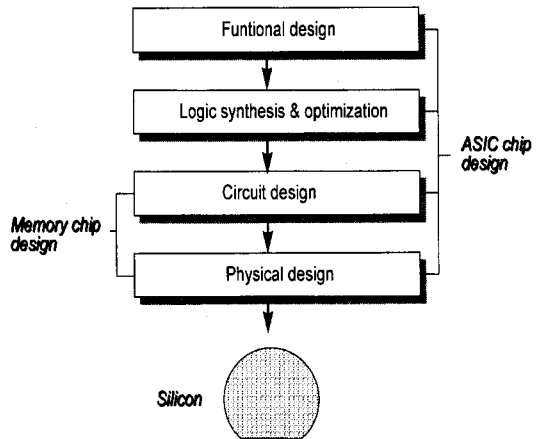 Funtional design
Logic synthesis & optimization
ASIC chip
design
Circuit design
Memory chip
design
Physical design
Silicon